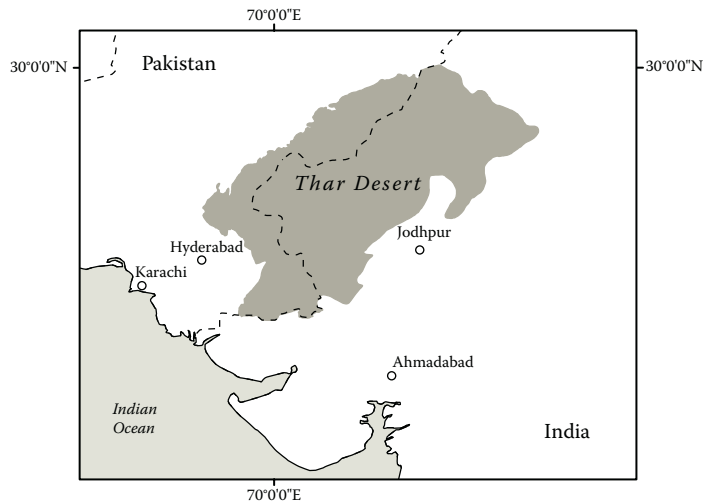 70°0'0"E
30°0'0"N
Pakistan
30°0'0"N
Thar Desert
Jodhpur
Hyderabad
Karachi
Ahmadabad
Indian
Ocean
India
70°0'0"E